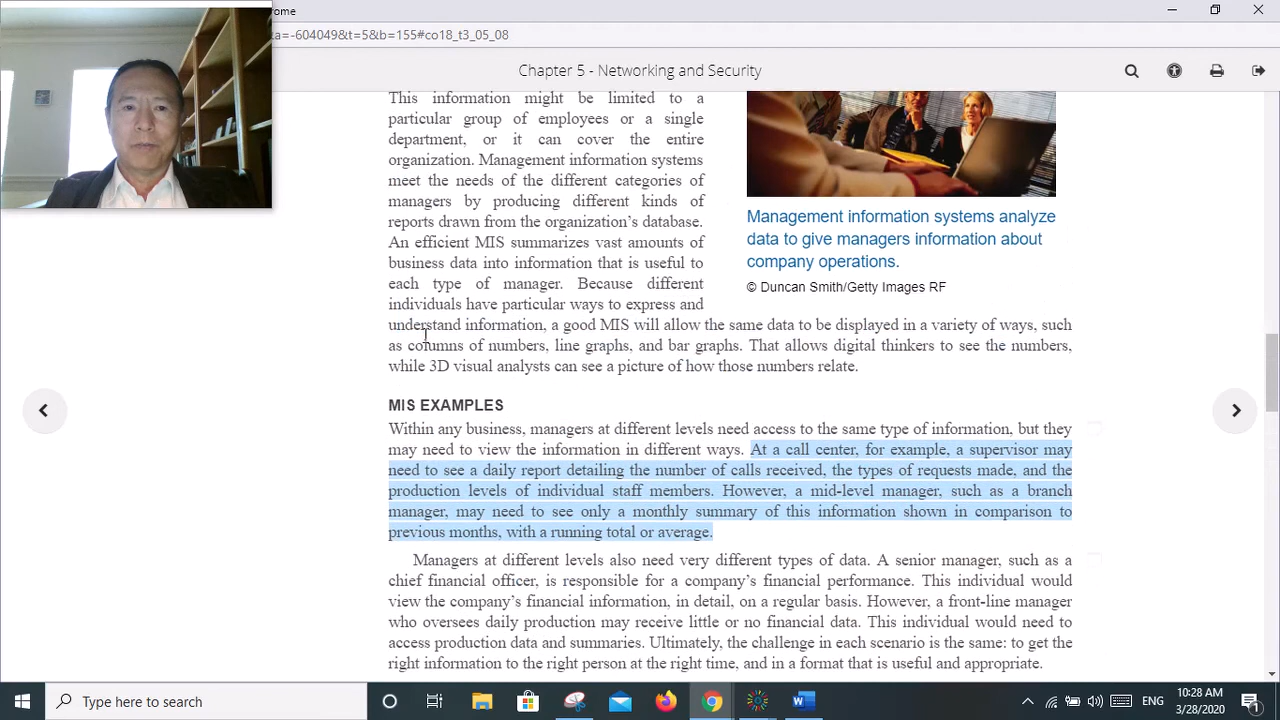 ome
a=-604049&t=5&b=155#co18_t3_05_08
Chapter 5 - Networking and Security
This information might be limited to a
particular group of employees or a single
department, or it can cover the entire
organization. Management information systems
meet the needs of the different categories of
managers by producing different kinds of
reports drawn from the organization’s database.
An efficient MIS summarizes vast amounts of
business data into information that is useful to
each type of manager. Because different
individuals have particular ways to express and
understand information, a good MIS will allow the same data to be displayed in a variety of ways, such
as columns of numbers, line graphs, and bar graphs. That allows digital thinkers to see the numbers,
while 3D visual analysts can see a picture of how those numbers relate.
Management information systems analyze
data to give managers information about
company operations.
© Duncan Smith/Getty Images RF
MIS EXAMPLES
Within any business, managers at different levels need access to the same type of information, but they
may need to view the information in different ways. At a call center, for example, a supervisor may
need to see a daily report detailing the number of calls received, the types of requests made, and the
production levels of individual staff members. However, a mid-level manager, such as a branch
manager, may need to see only a monthly summary of this information shown in comparison to
previous months, with a running total or average.
Managers at different levels also need very different types of data. A senior manager, such as a
chief financial officer, is responsible for a company’s financial performance. This individual would
view the company’s financial information, in detail, on a regular basis. However, a front-line manager
who oversees daily production may receive little or no financial data. This individual would need to
access production data and summaries. Ultimately, the challenge in each scenario is the same: to get the
right information to the right person at the right time, and in a format that is useful and appropriate.
Type here to search
ENG
10:28 AM
3/28/2020